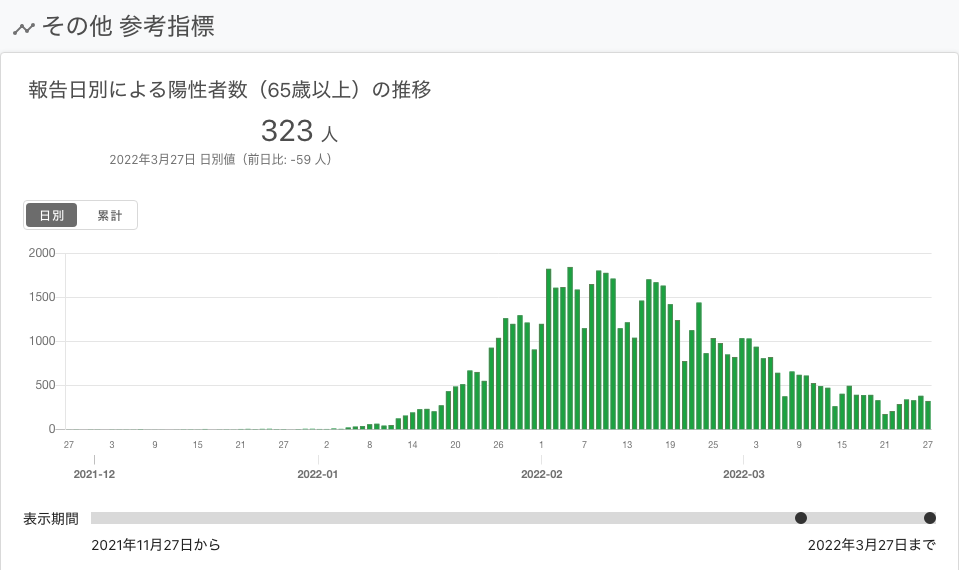 その他 参考指標
報告日別による陽性者数（65歳以上）の推移
323 人
2022年3月27日 日別値（前日比: -59 人）
日別 累計
2000
1500
1000
500
0
27 3 9 15 21 27 2 8 14 20 26 1 7 13 19 25 3 9 15 21 27
2021-12 2022-01 2022-02 2022-03
表示期間
2021年11月27日から 2022年3月27日まで